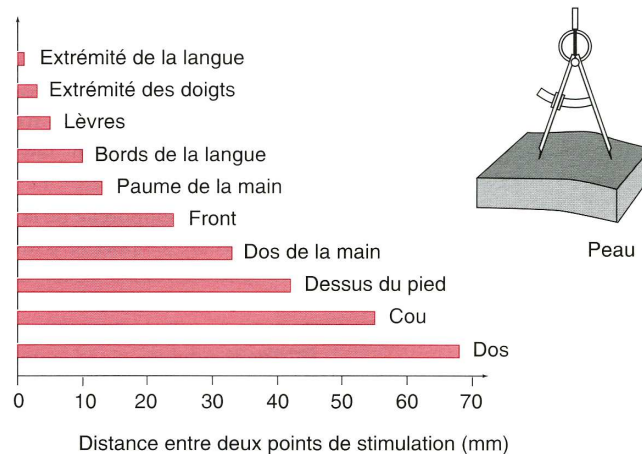 Extrémité de la langue
Extrémité des doigts
Lèvres
Bords de la langue
Paume de la main
Front
Dos de la main
Dessus du pied
Peau
Cou
Dos
0 10 20 30 40 50 60 70
Distance entre deux points de stimulation (mm)